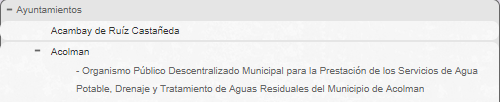 − Ayuntamientos
Acambay de Ruíz Castañeda
− Acolman
- Organismo Público Descentralizado Municipal para la Prestación de los Servicios de Agua
Potable, Drenaje y Tratamiento de Aguas Residuales del Municipio de Acolman